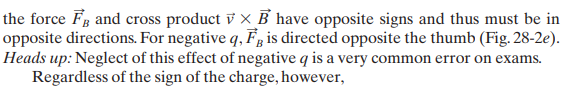 the force F⃗B and cross product v⃗ × B⃗ have opposite signs and thus must be in
opposite directions. For negative q, F⃗B is directed opposite the thumb (Fig. 28-2e).
Heads up: Neglect of this effect of negative q is a very common error on exams.
Regardless of the sign of the charge, however,